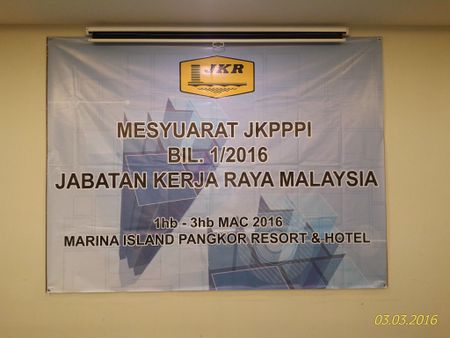 JKR
MESYUARAT JKPPPI
BIL. 1/2016
JABATAN KERJA RAYA MALAYSIA
1hb - 3hb MAC 2016
MARINA ISLAND PANGKOR RESORT & HOTEL
03.03.2016